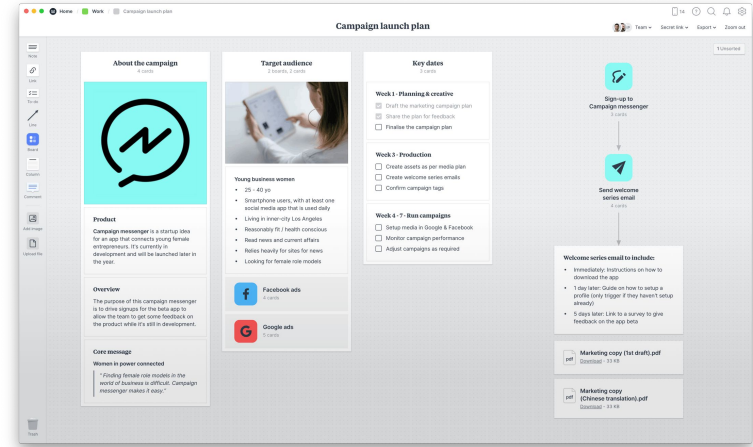 Home
Work
Campaign launch plan
14
Campaign launch plan
Team
Secret link
Export
Zoom out
1 Unsorted
Note
Link
To-do
Line
Board
Column
Comment
Add image
Upload file
Trash
About the campaign
4 cards
Product
Campaign messenger is a startup idea
for an app that connects young female
entrepreneurs. It's currently in
development and will be launched later in
the year.
Overview
The purpose of this campaign messenger
is to drive signups for the beta app to
allow the team to get some feedback on
the product while it's still in development.
Core message
Women in power connected
"Finding female role models in the
world of business is difficult. Campaign
messenger makes it easy."
Target audience
2 boards, 2 cards
Young business women
• 25 - 40 yo
• Smartphone users, with at least one
social media app that is used daily
• Living in inner-city Los Angeles
• Reasonably fit / health conscious
• Read news and current affairs
• Relies heavily for sites for news
• Looking for female role models
Facebook ads
4 cards
Google ads
5 cards
Key dates
3 cards
Week 1 - Planning & creative
Draft the marketing campaign plan
Share the plan for feedback
Finalise the campaign plan
Week 3 - Production
Create assets as per media plan
Create welcome series emails
Confirm campaign tags
Week 4 - 7 - Run campaigns
Setup media in Google & Facebook
Monitor campaign performance
Adjust campaigns as required
Sign-up to
Campaign messenger
3 cards
Send welcome
series email
4 cards
Welcome series email to include:
• Immediately: Instructions on how to
download the app
• 1 day later: Guide on how to setup a
profile (only trigger if they haven't setup
already)
• 5 days later: Link to a survey to give
feedback on the app beta
pdf
Marketing copy (1st draft).pdf
Download - 33 KB
pdf
Marketing copy
(Chinese translation).pdf
Download - 33 KB